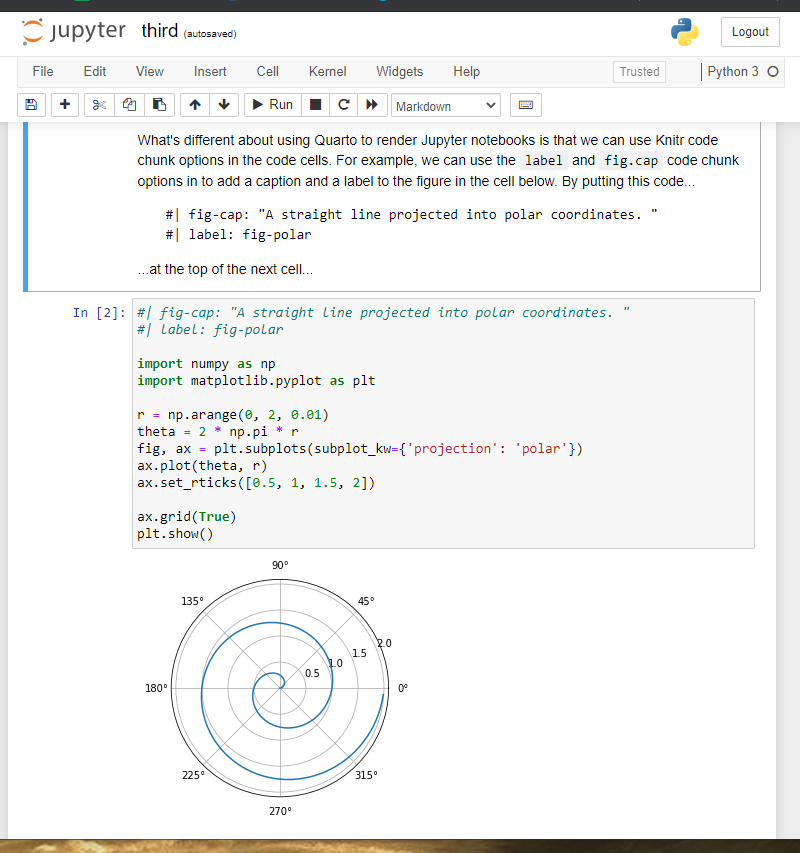 jupyter third (autosaved)
Logout
File Edit View Insert Cell Kernel Widgets Help
Trusted
Python 3
Run
Markdown
What's different about using Quarto to render Jupyter notebooks is that we can use Knitr code
chunk options in the code cells. For example, we can use the label and fig.cap code chunk
options in to add a caption and a label to the figure in the cell below. By putting this code...
#| fig-cap: "A straight line projected into polar coordinates. "
#| label: fig-polar
...at the top of the next cell...
In [2]:
#| fig-cap: "A straight line projected into polar coordinates. "
#| label: fig-polar
import numpy as np
import matplotlib.pyplot as plt
r = np.arange(0, 2, 0.01)
theta = 2 * np.pi * r
fig, ax = plt.subplots(subplot_kw={'projection': 'polar'})
ax.plot(theta, r)
ax.set_rticks([0.5, 1, 1.5, 2])
ax.grid(True)
plt.show()
90°
135°
45°
2.0
1.5
1.0
0.5
180°
0°
225°
315°
270°